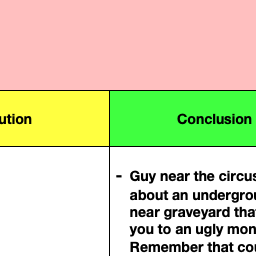 ution
Conclusion
- Guy near the circus
about an undergrou
near graveyard tha
you to an ugly mon
Remember that cou